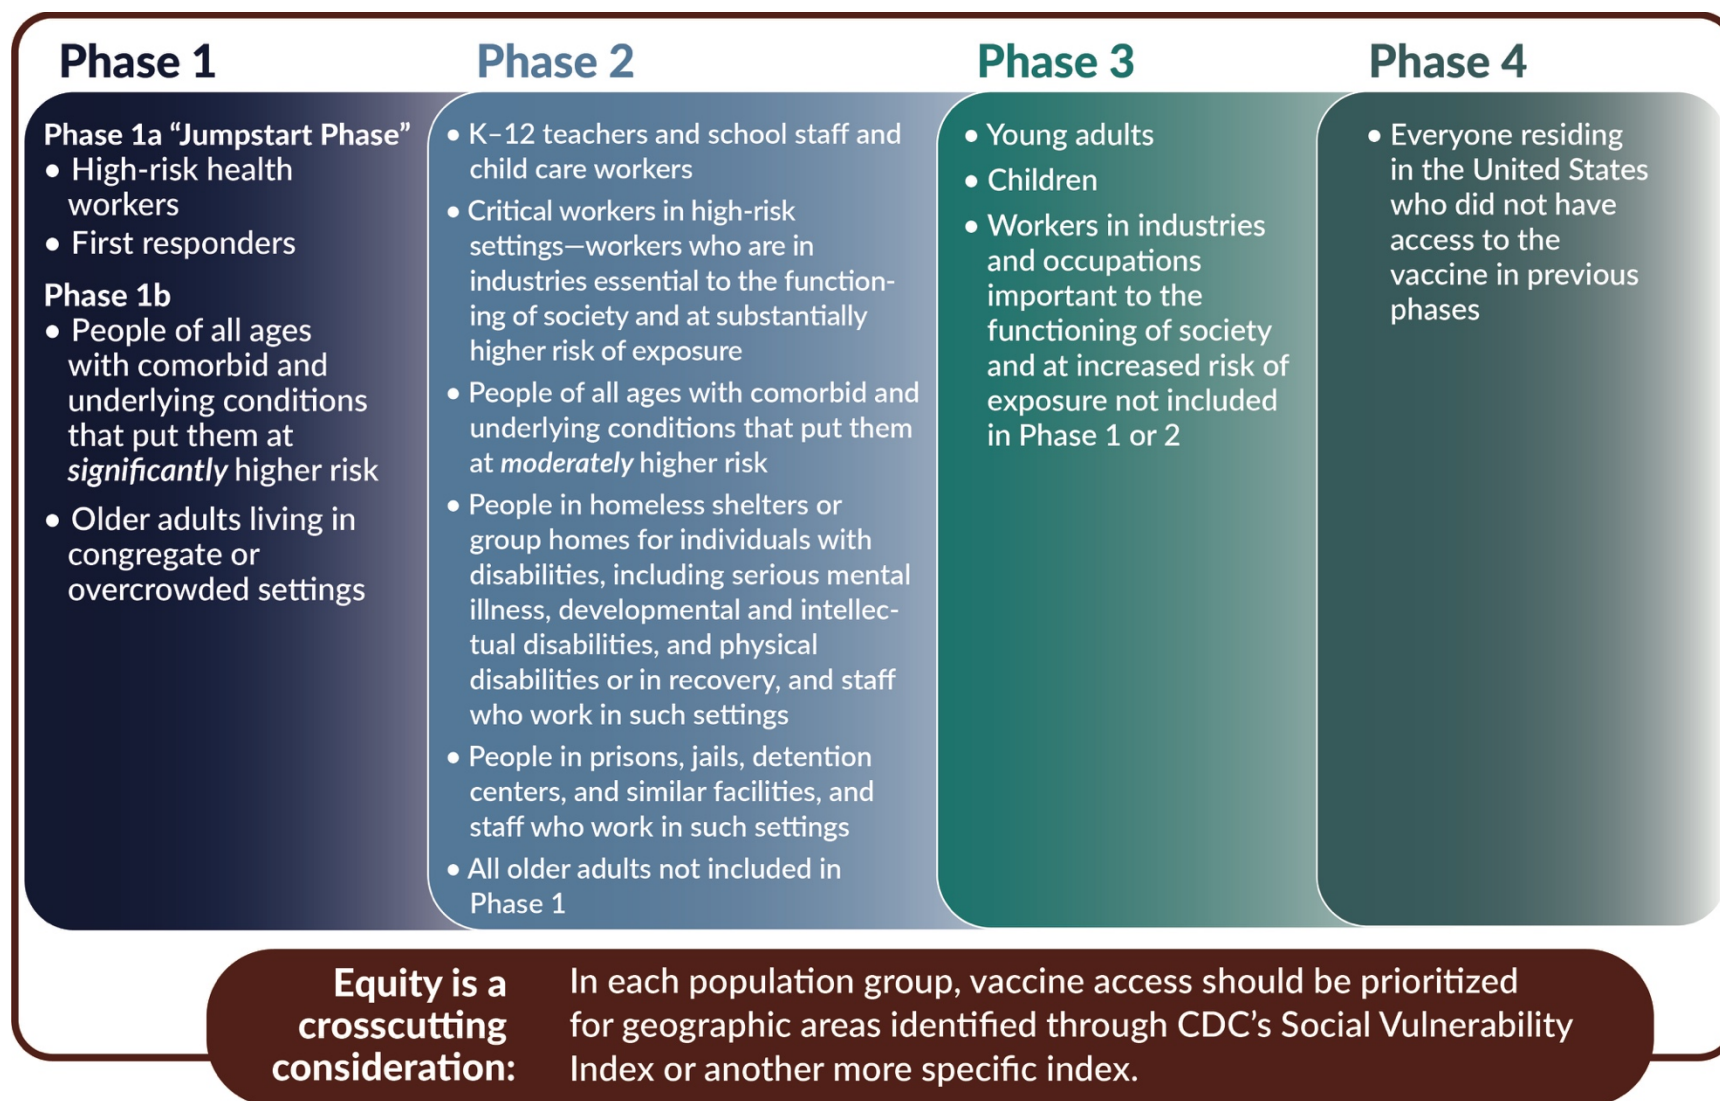 Phase 1
Phase 1a “Jumpstart Phase”
• High-risk health
workers
• First responders
Phase 1b
• People of all ages
with comorbid and
underlying conditions
that put them at
significantly higher risk
• Older adults living in
congregate or
overcrowded settings
Phase 2
• K–12 teachers and school staff and
child care workers
• Critical workers in high-risk
settings—workers who are in
industries essential to the function-
ing of society and at substantially
higher risk of exposure
• People of all ages with comorbid and
underlying conditions that put them
at moderately higher risk
• People in homeless shelters or
group homes for individuals with
disabilities, including serious mental
illness, developmental and intellec-
tual disabilities, and physical
disabilities or in recovery, and staff
who work in such settings
• People in prisons, jails, detention
centers, and similar facilities, and
staff who work in such settings
• All older adults not included in
Phase 1
Phase 3
• Young adults
• Children
• Workers in industries
and occupations
important to the
functioning of society
and at increased risk of
exposure not included
in Phase 1 or 2
Phase 4
• Everyone residing
in the United States
who did not have
access to the
vaccine in previous
phases
Equity is a
crosscutting
consideration:
In each population group, vaccine access should be prioritized
for geographic areas identified through CDC’s Social Vulnerability
Index or another more specific index.